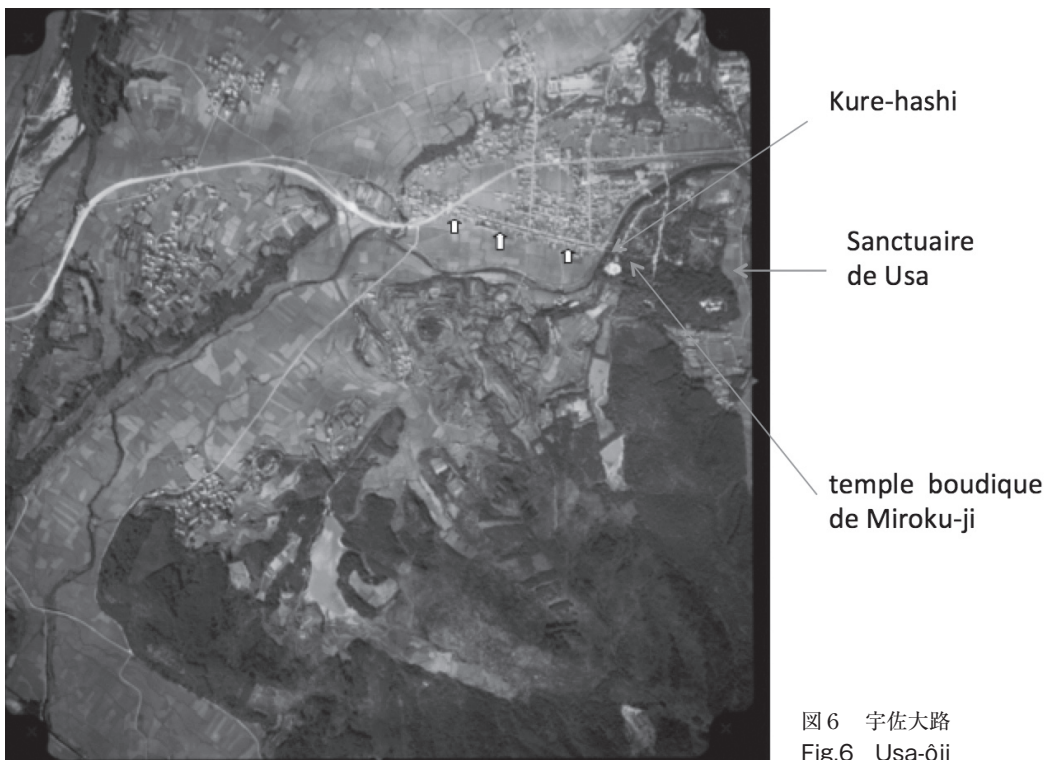 Kure-hashi
Sanctuaire
de Usa
temple boudique
de Miroku-ji
図6 宇佐大路
Fig.6 Usa-ôji